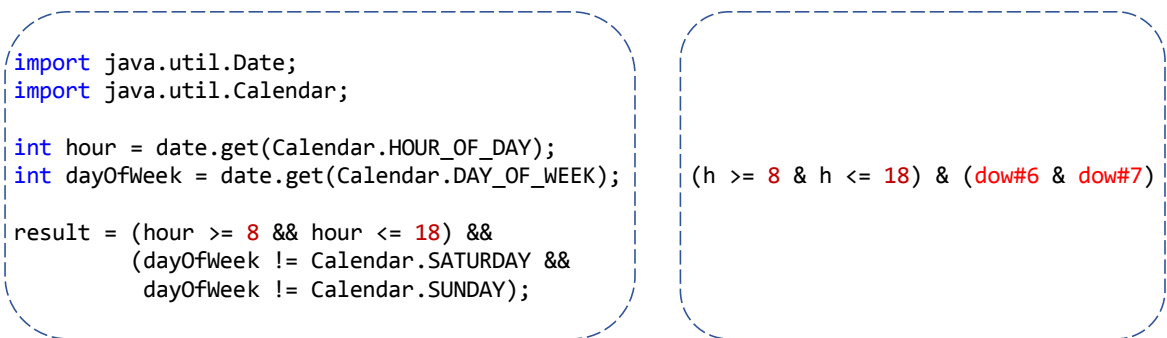 import java.util.Date;
import java.util.Calendar;
int hour = date.get(Calendar.HOUR_OF_DAY);
int dayOfWeek = date.get(Calendar.DAY_OF_WEEK);
result = (hour >= 8 && hour <= 18) &&
(dayOfWeek != Calendar.SATURDAY &&
dayOfWeek != Calendar.SUNDAY);
(h >= 8 & h <= 18) & (dow#6 & dow#7)